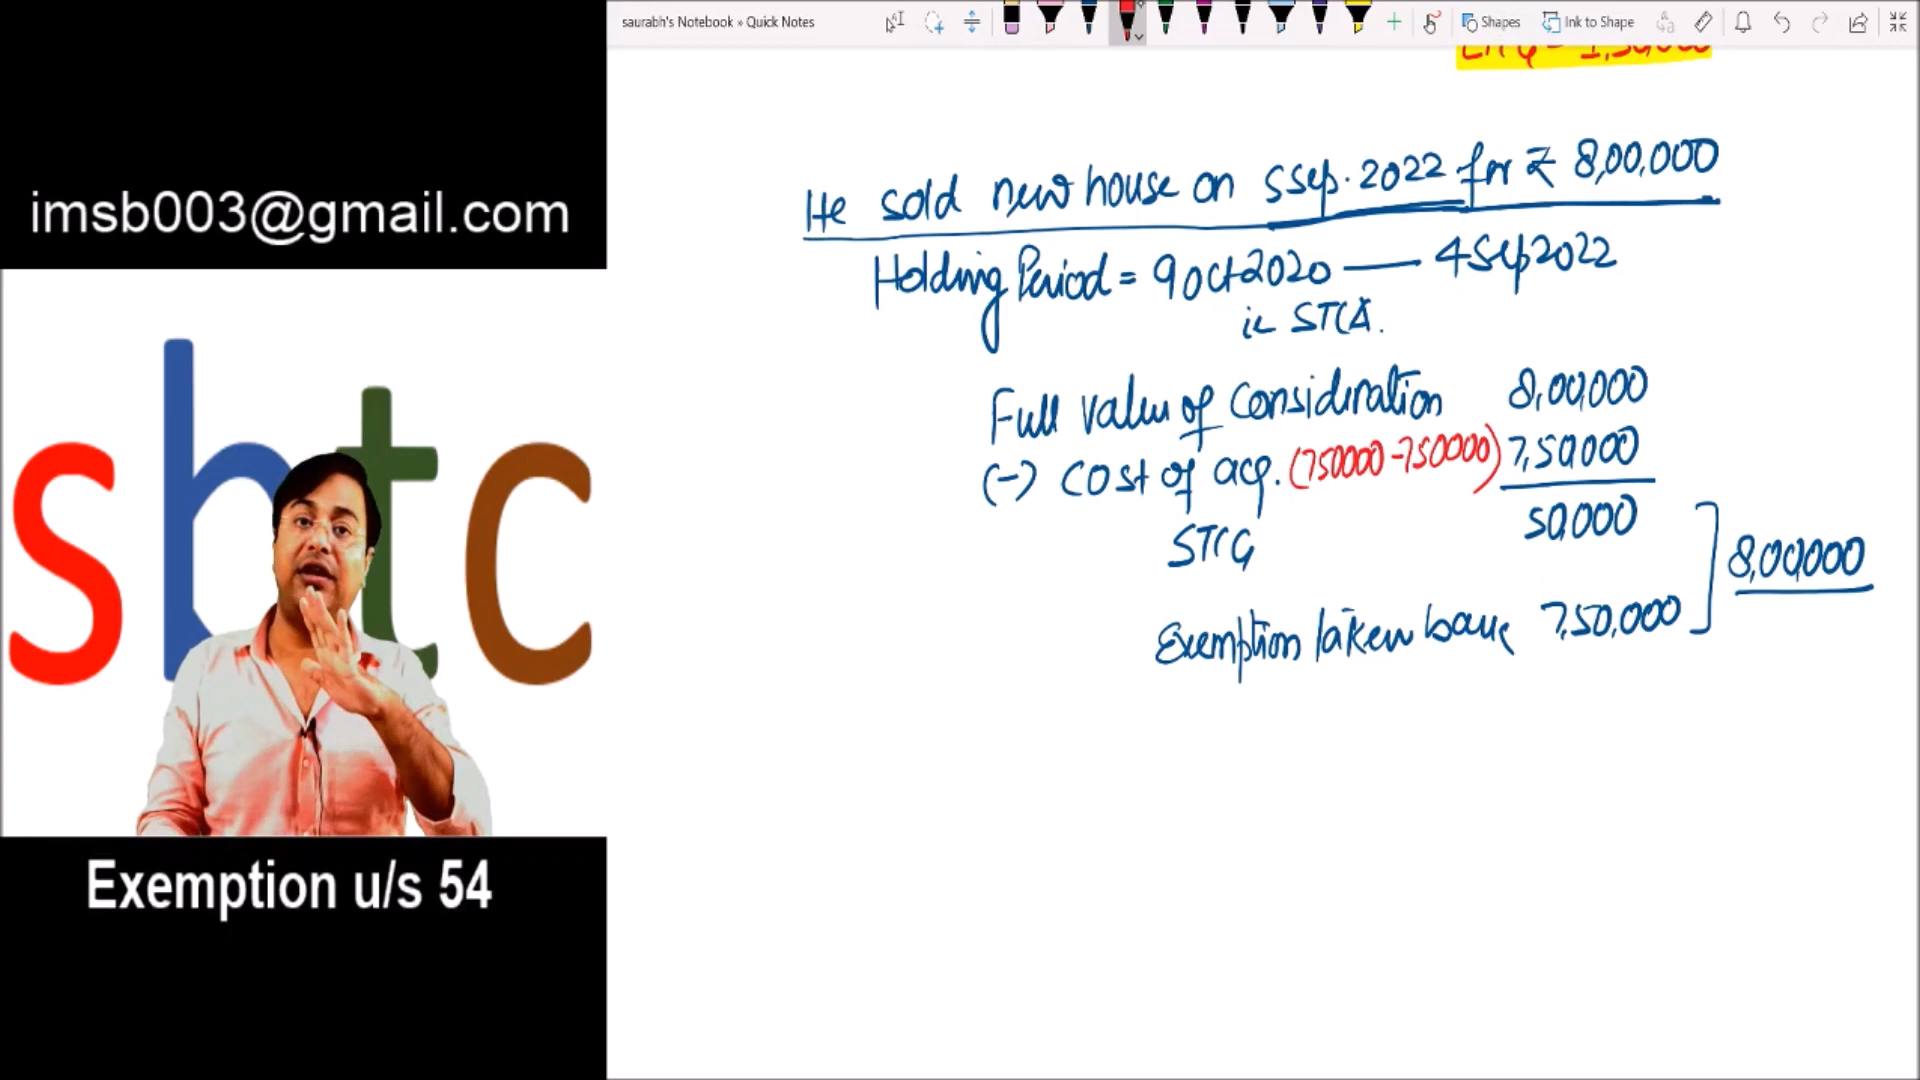 saurabh's Notebook » Quick Notes
Shapes
Ink to Shape
imsb003@gmail.com
He sold new house on 5 Sep. 2022 for ₹ 8,00,000
Holding Period = 9 Oct 2020 — 4 Sep 2022
ie STCA.
Full value of consideration 8,00,000
(-) Cost of acq. (750000-750000) 7,50,000
STCG 50,000
8,00,000
Exemption taken back 7,50,000
sbtc
Exemption u/s 54